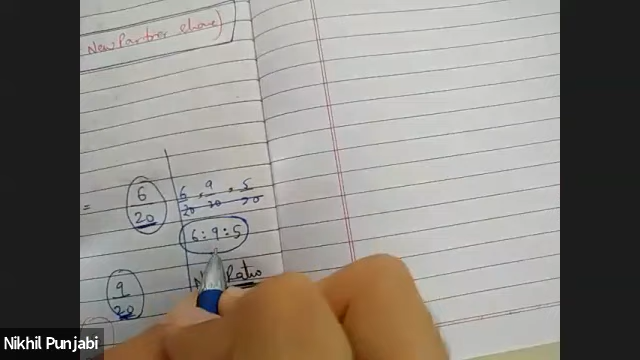 New Partner share)
= 6/20
6/20 : 9/20 : 5/20
6 : 9 : 5
9/20
New Ratio
Nikhil Punjabi